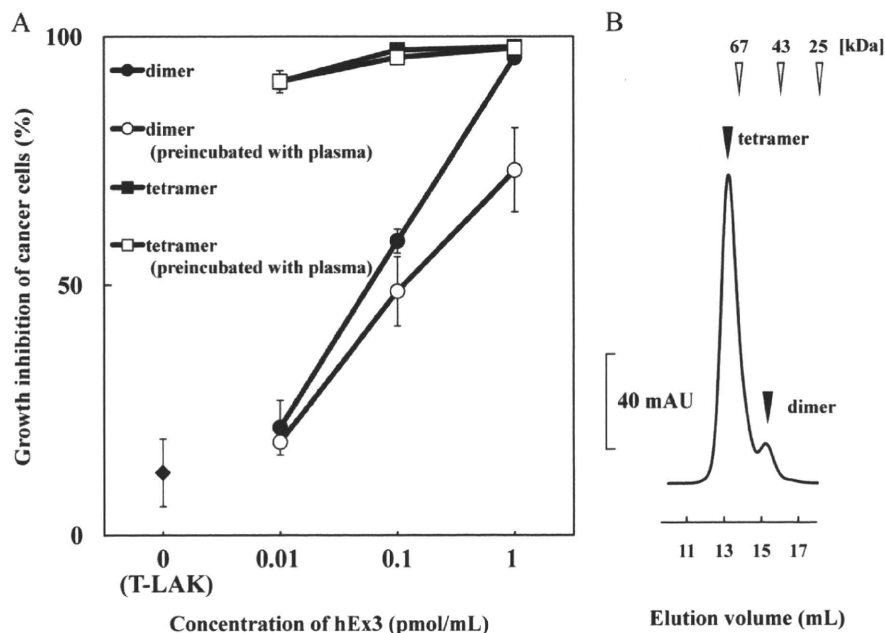 A
Growth inhibition of cancer cells (%)
100
50
0
dimer
dimer
(preincubated with plasma)
tetramer
tetramer
(preincubated with plasma)
0
0.01
0.1
1
(T-LAK)
Concentration of hEx3 (pmol/mL)
B
67 43 25 [kDa]
tetramer
40 mAU
dimer
11 13 15 17
Elution volume (mL)